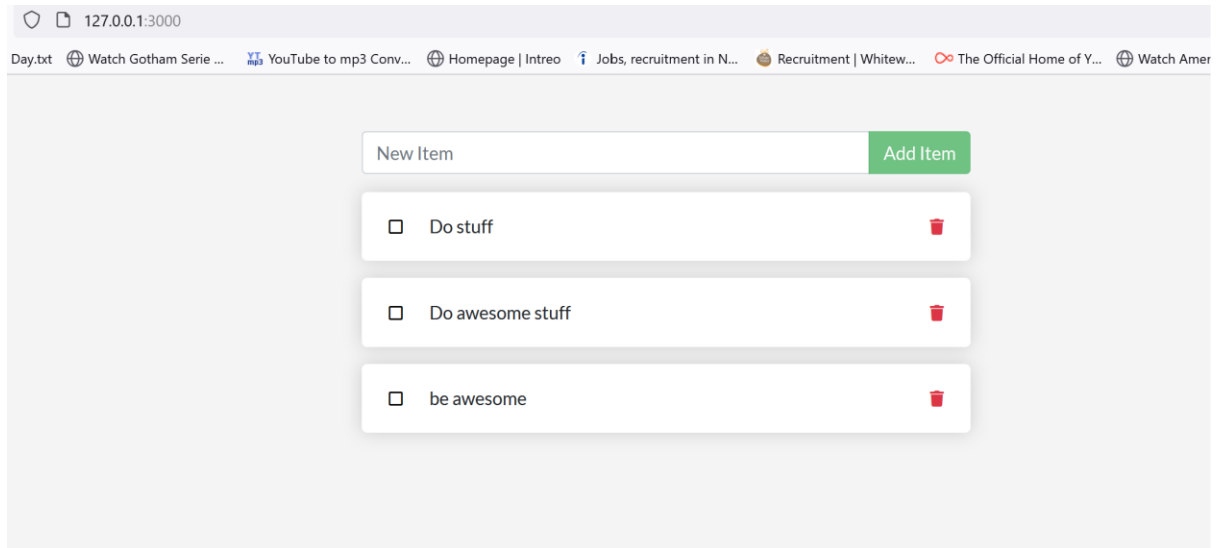 127.0.0.1:3000
Day.txt Watch Gotham Serie ... YT mp3 YouTube to mp3 Conv... Homepage | Intreo Jobs, recruitment in N... Recruitment | Whitew... The Official Home of Y... Watch Amer
New Item Add Item
Do stuff
Do awesome stuff
be awesome